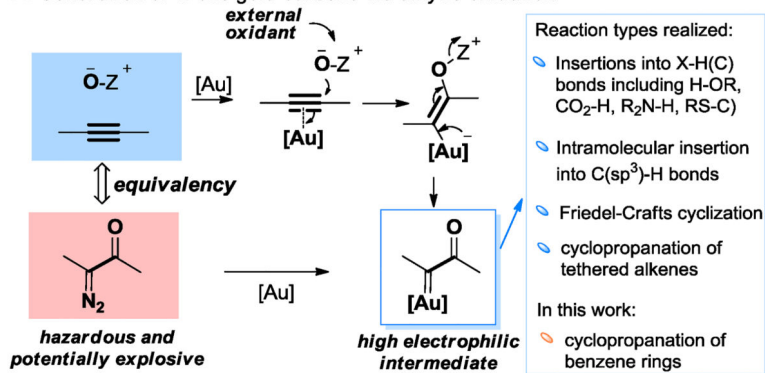 external
oxidant
Ō-Z⁺
[Au]
Ō-Z⁺
[Au]
O Z⁺
[Au] ⁻
equivalency
O
N₂
[Au]
O
[Au]
hazardous and
potentially explosive
high electrophilic
intermediate
Reaction types realized:
Insertions into X-H(C)
bonds including H-OR,
CO₂-H, R₂N-H, RS-C)
Intramolecular insertion
into C(sp³)-H bonds
Friedel-Crafts cyclization
cyclopropanation of
tethered alkenes
In this work:
cyclopropanation of
benzene rings